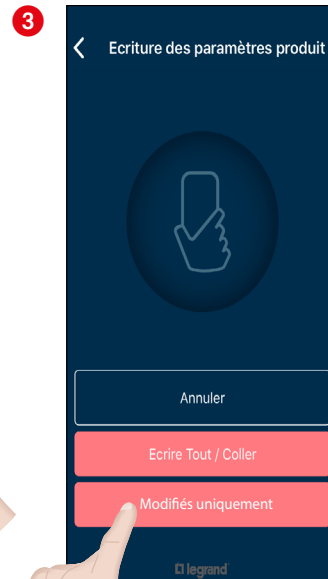 3
Ecriture des paramètres produit
Annuler
Ecrire Tout / Coller
Modifiés uniquement
legrand